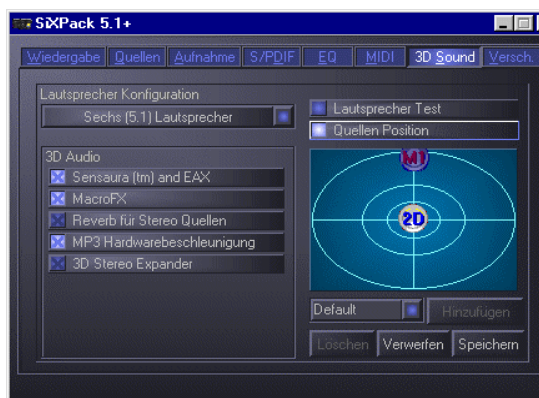 SiXPack 5.1+
Wiedergabe Quellen Aufnahme S/PDIF EQ MIDI 3D Sound Versch.
Lautsprecher Konfiguration
Sechs (5.1) Lautsprecher
Lautsprecher Test
Quellen Position
3D Audio
Sensaura (tm) and EAX
MacroFX
Reverb für Stereo Quellen
MP3 Hardwarebeschleunigung
3D Stereo Expander
M1
2D
Default
Hinzufügen
Löschen Verwerfen Speichern